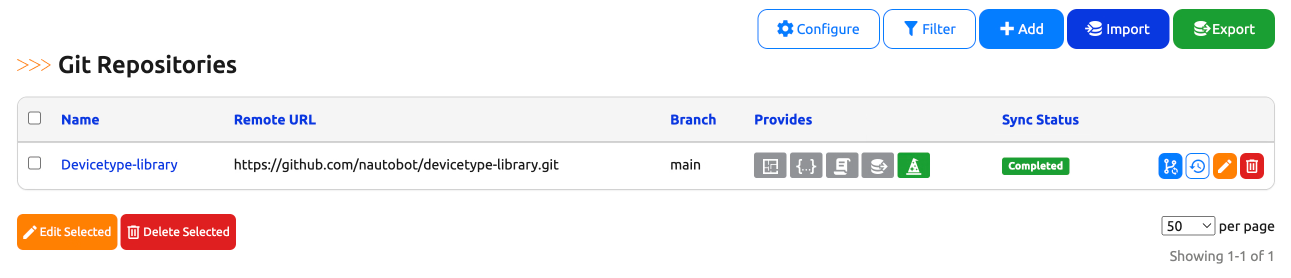 Configure Filter Add Import Export
>>> Git Repositories
Name Remote URL Branch Provides Sync Status
Devicetype-library https://github.com/nautobot/devicetype-library.git main {...} Completed
Edit Selected Delete Selected 50 per page
Showing 1-1 of 1